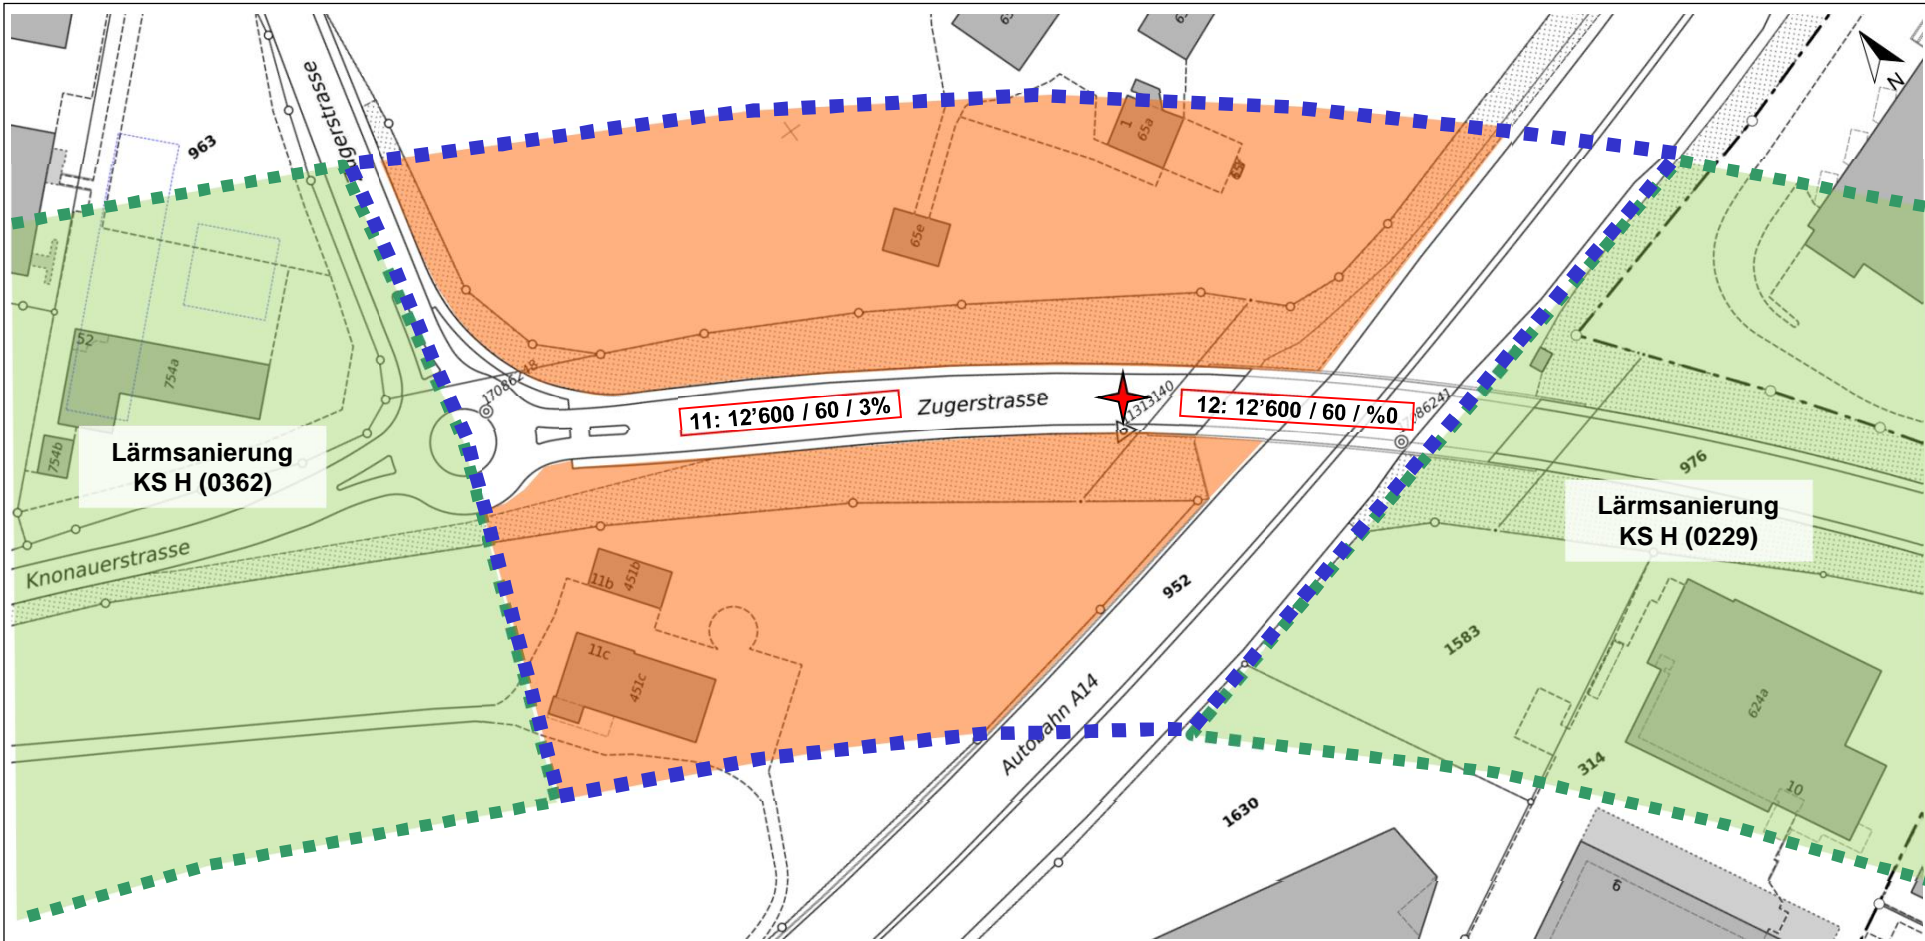 963
Zugerstrasse
1
65a
65e
N
52
754a
754b
17086248
11: 12’600 / 60 / 3%
Zugerstrasse
12: 12’600 / 60 / %0
Lärmsanierung
KS H (0362)
Knonauerstrasse
976
Lärmsanierung
KS H (0229)
11b
451b
11c
451c
952
Autobahn A14
1583
624a
314
10
1630
6